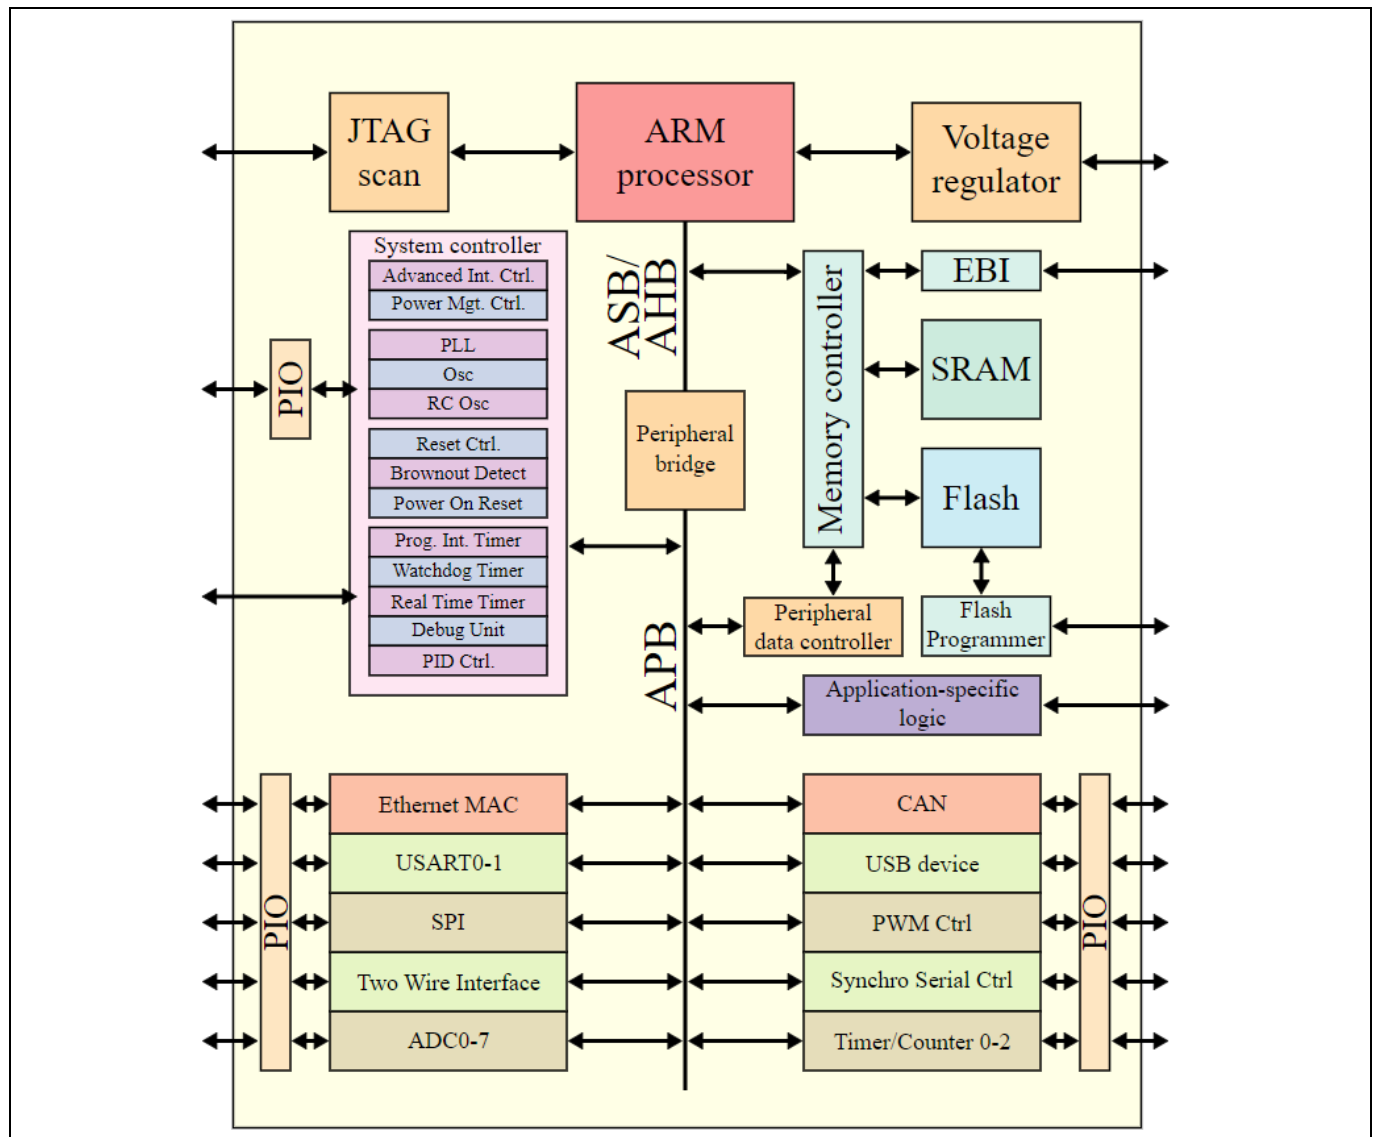 JTAG
scan
ARM
processor
Voltage
regulator
System controller
Advanced Int. Ctrl.
Power Mgt. Ctrl.
PLL
Osc
RC Osc
Reset Ctrl.
Brownout Detect
Power On Reset
Prog. Int. Timer
Watchdog Timer
Real Time Timer
Debug Unit
PID Ctrl.
PIO
ASB/
AHB
Peripheral
bridge
APB
Memory controller
EBI
SRAM
Flash
Peripheral
data controller
Flash
Programmer
Application-specific
logic
PIO
Ethernet MAC
USART0-1
SPI
Two Wire Interface
ADC0-7
CAN
USB device
PWM Ctrl
Synchro Serial Ctrl
Timer/Counter 0-2
PIO